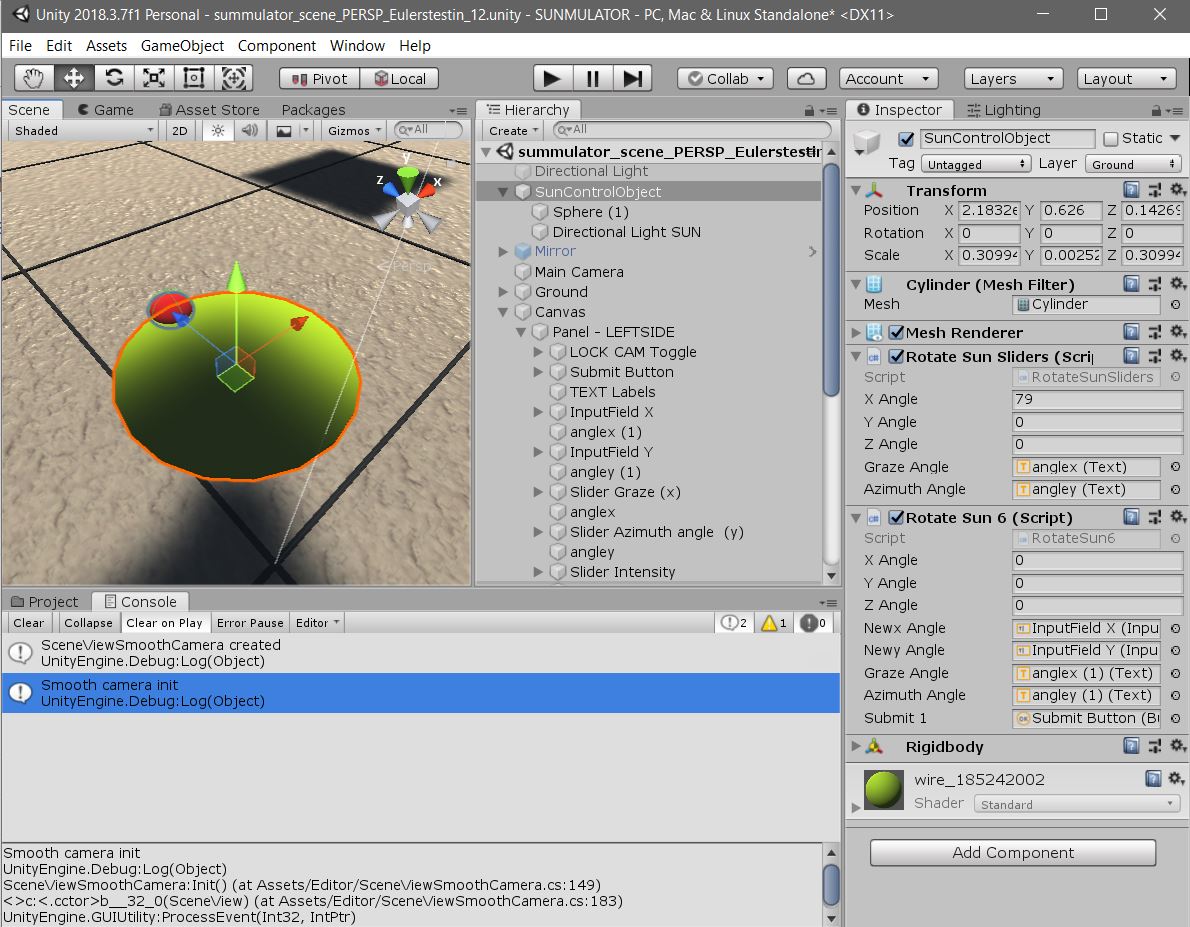 Unity 2018.3.7f1 Personal - summulator_scene_PERSP_Eulerstestin_12.unity - SUNMULATOR - PC, Mac & Linux Standalone* <DX11>
File Edit Assets GameObject Component Window Help
Pivot Local Collab Account Layers Layout
Scene Game Asset Store Packages
Shaded 2D Gizmos All
y
z x
Persp
Hierarchy
Create All
summulator_scene_PERSP_Eulerstestin
Directional Light
SunControlObject
Sphere (1)
Directional Light SUN
Mirror
Main Camera
Ground
Canvas
Panel - LEFTSIDE
LOCK CAM Toggle
Submit Button
TEXT Labels
InputField X
anglex (1)
InputField Y
angley (1)
Slider Graze (x)
anglex
Slider Azimuth angle (y)
angley
Slider Intensity
Inspector Lighting
SunControlObject Static
Tag Untagged Layer Ground
Transform
Position X 2.1832e Y 0.626 Z 0.14269
Rotation X 0 Y 0 Z 0
Scale X 0.30994 Y 0.00252 Z 0.30994
Cylinder (Mesh Filter)
Mesh Cylinder
Mesh Renderer
Rotate Sun Sliders (Scrip
Script RotateSunSliders
X Angle 79
Y Angle 0
Z Angle 0
Graze Angle anglex (Text)
Azimuth Angle angley (Text)
Rotate Sun 6 (Script)
Script RotateSun6
X Angle 0
Y Angle 0
Z Angle 0
Newx Angle InputField X (Inpu
Newy Angle InputField Y (Inpu
Graze Angle anglex (1) (Text)
Azimuth Angle angley (1) (Text)
Submit 1 Submit Button (B
Rigidbody
wire_185242002
Shader Standard
Add Component
Project Console
Clear Collapse Clear on Play Error Pause Editor 2 1 0
SceneViewSmoothCamera created
UnityEngine.Debug:Log(Object)
Smooth camera init
UnityEngine.Debug:Log(Object)
Smooth camera init
UnityEngine.Debug:Log(Object)
SceneViewSmoothCamera:Init() (at Assets/Editor/SceneViewSmoothCamera.cs:149)
<>c:<.cctor>b__32_0(SceneView) (at Assets/Editor/SceneViewSmoothCamera.cs:183)
UnityEngine.GUIUtility:ProcessEvent(Int32, IntPtr)